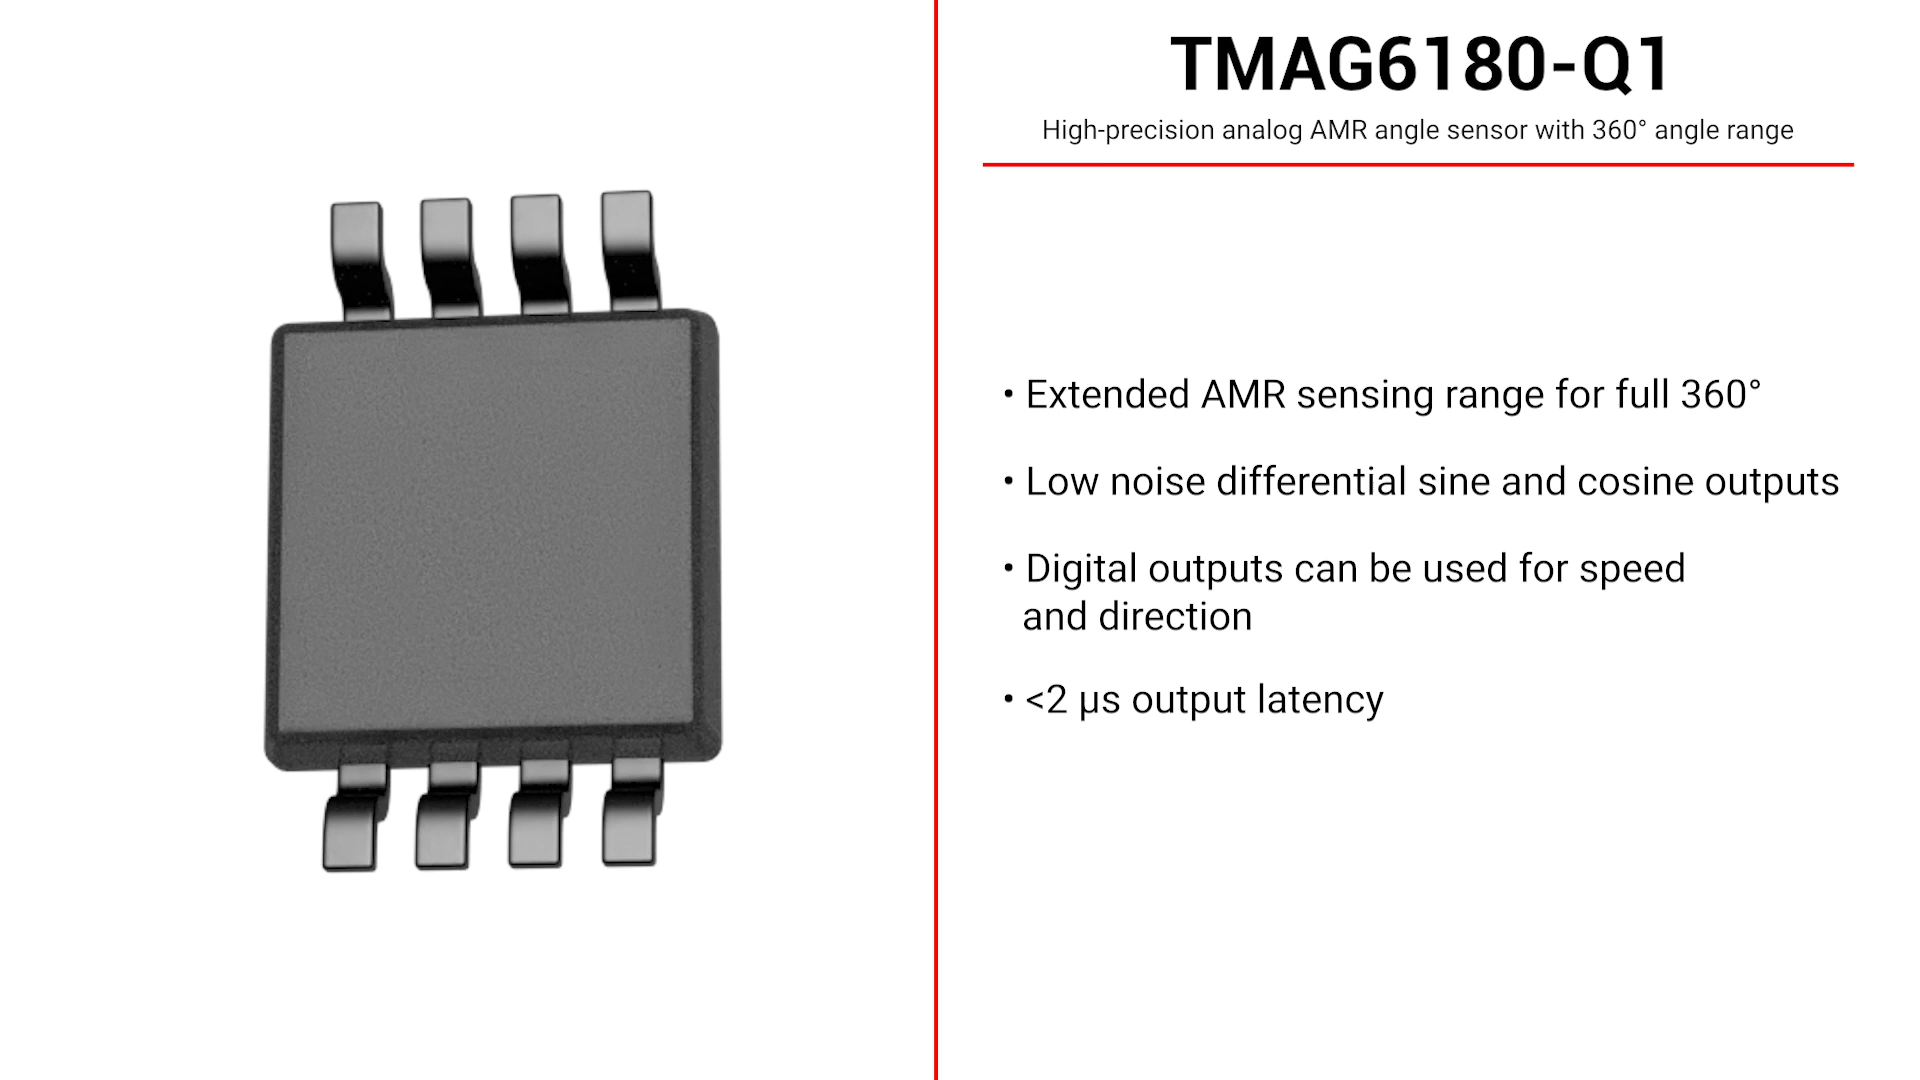 TMAG6180-Q1
High-precision analog AMR angle sensor with 360° angle range
• Extended AMR sensing range for full 360°
• Low noise differential sine and cosine outputs
• Digital outputs can be used for speed
and direction
• <2 µs output latency